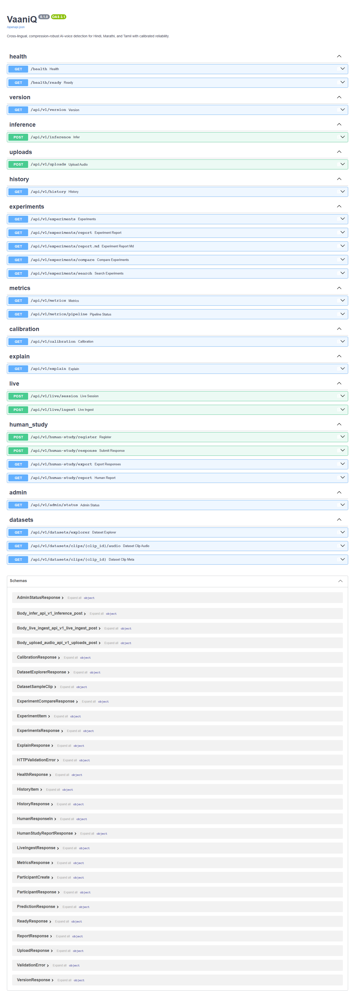 VaaniQ 0.1.0 OAS 3.1
/openapi.json
Cross-lingual, compression-robust AI-voice detection for Hindi, Marathi, and Tamil with calibrated reliability.
health
GET /health Health
GET /health/ready Ready
version
GET /api/v1/version Version
inference
POST /api/v1/inference Infer
uploads
POST /api/v1/uploads Upload Audio
history
GET /api/v1/history History
experiments
GET /api/v1/experiments Experiments
GET /api/v1/experiments/report Experiment Report
GET /api/v1/experiments/report.md Experiment Report Md
GET /api/v1/experiments/compare Compare Experiments
GET /api/v1/experiments/search Search Experiments
metrics
GET /api/v1/metrics Metrics
GET /api/v1/metrics/pipeline Pipeline Status
calibration
GET /api/v1/calibration Calibration
explain
GET /api/v1/explain Explain
live
POST /api/v1/live/session Live Session
POST /api/v1/live/ingest Live Ingest
human_study
POST /api/v1/human-study/register Register
POST /api/v1/human-study/response Submit Response
GET /api/v1/human-study/export Export Responses
GET /api/v1/human-study/report Human Report
admin
GET /api/v1/admin/status Admin Status
datasets
GET /api/v1/datasets/explorer Dataset Explorer
GET /api/v1/datasets/clips/{clip_id}/audio Dataset Clip Audio
GET /api/v1/datasets/clips/{clip_id} Dataset Clip Meta
Schemas
AdminStatusResponse Expand all object
Body_infer_api_v1_inference_post Expand all object
Body_live_ingest_api_v1_live_ingest_post Expand all object
Body_upload_audio_api_v1_uploads_post Expand all object
CalibrationResponse Expand all object
DatasetExplorerResponse Expand all object
DatasetSampleClip Expand all object
ExperimentCompareResponse Expand all object
ExperimentItem Expand all object
ExperimentsResponse Expand all object
ExplainResponse Expand all object
HTTPValidationError Expand all object
HealthResponse Expand all object
HistoryItem Expand all object
HistoryResponse Expand all object
HumanResponseIn Expand all object
HumanStudyReportResponse Expand all object
LiveIngestResponse Expand all object
MetricsResponse Expand all object
ParticipantCreate Expand all object
ParticipantResponse Expand all object
PredictionResponse Expand all object
ReadyResponse Expand all object
ReportResponse Expand all object
UploadResponse Expand all object
ValidationError Expand all object
VersionResponse Expand all object